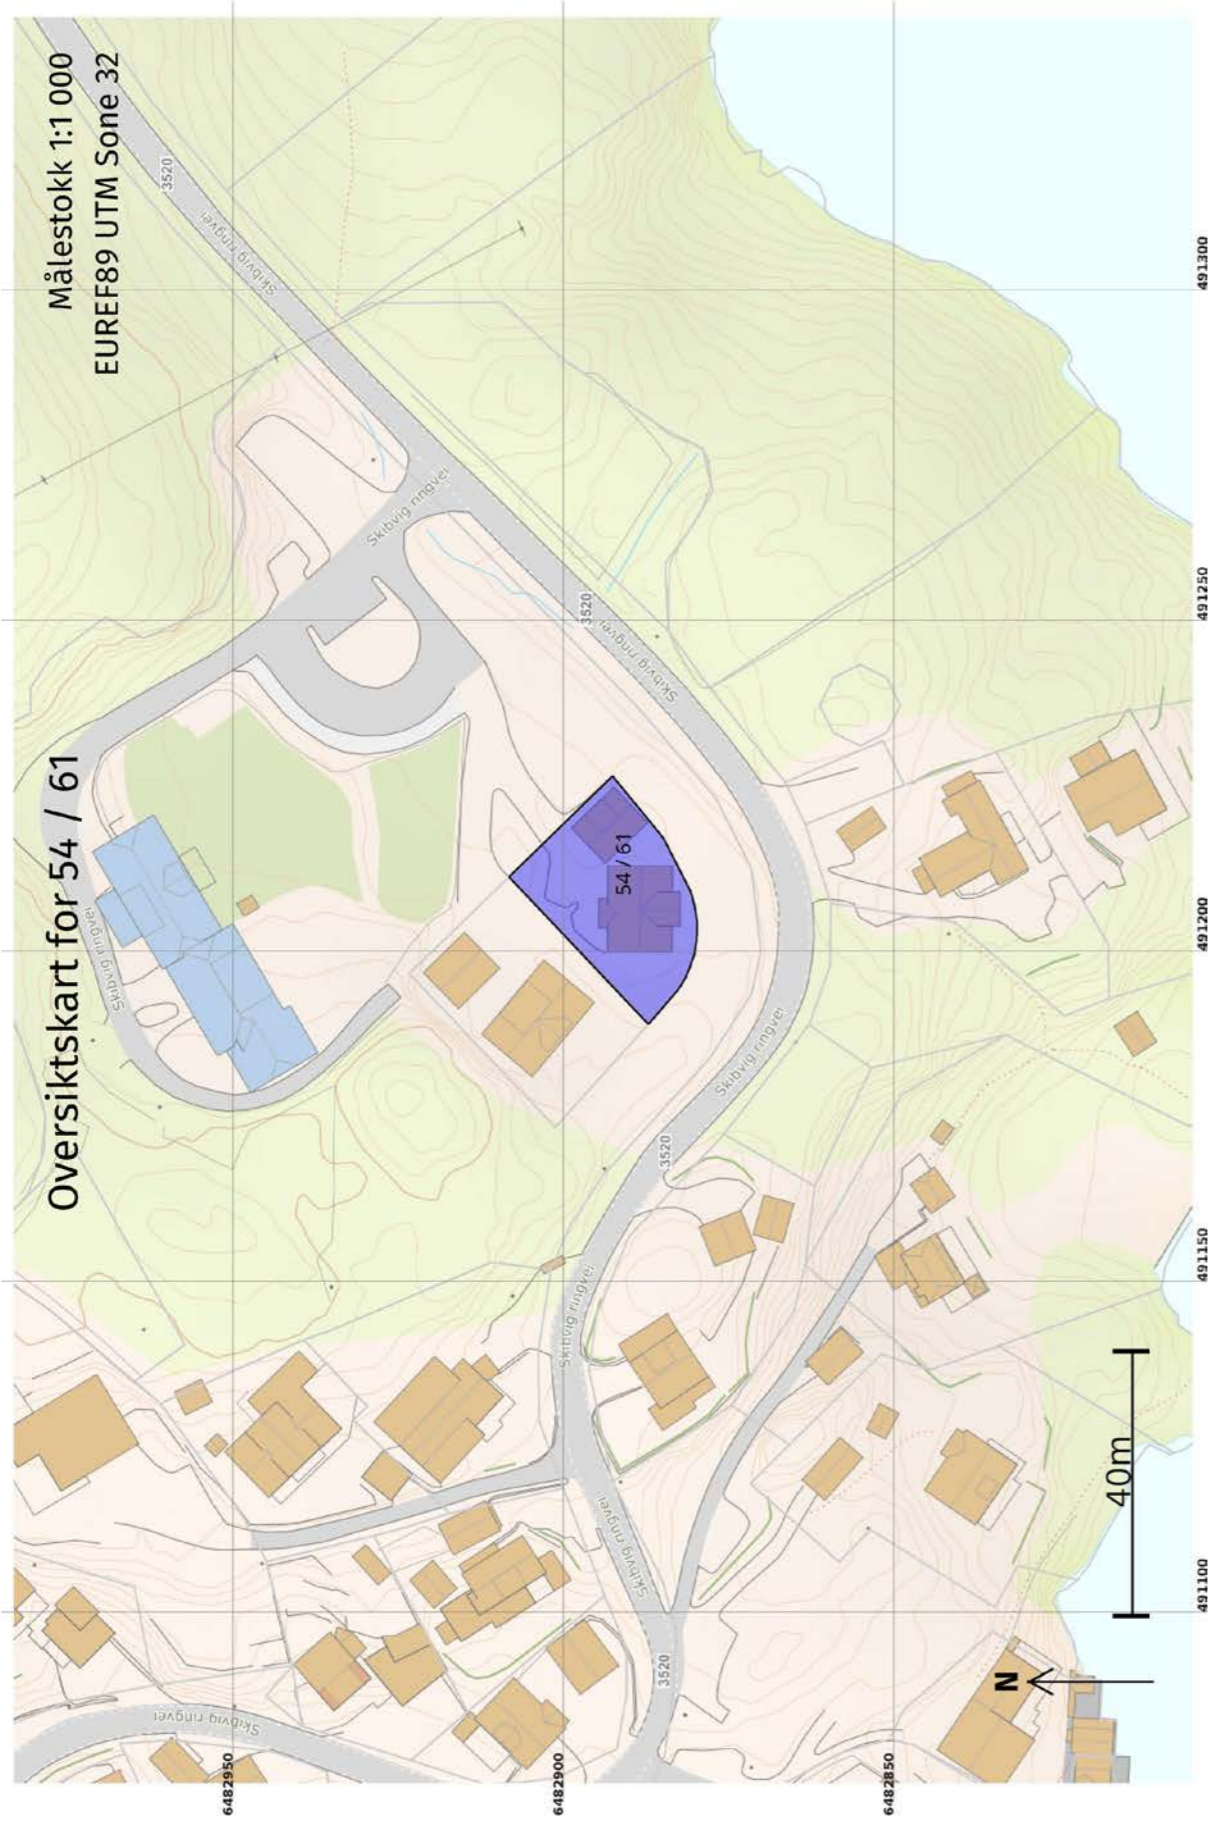 Oversiktskart for 54 / 61
Målestokk 1:1 000
EUREF89 UTM Sone 32
3520
Skibvig ringvei
Skibvig ringvei
Skibvig ringvei
3520
Skibvig ringvei
54 / 61
Skibvig ringvei
3520
Skibvig ringvei
Skibvig ringvei
3520
Skibvig ringvei
6482950
6482900
6482850
491100
491150
491200
491250
491300
40m
N